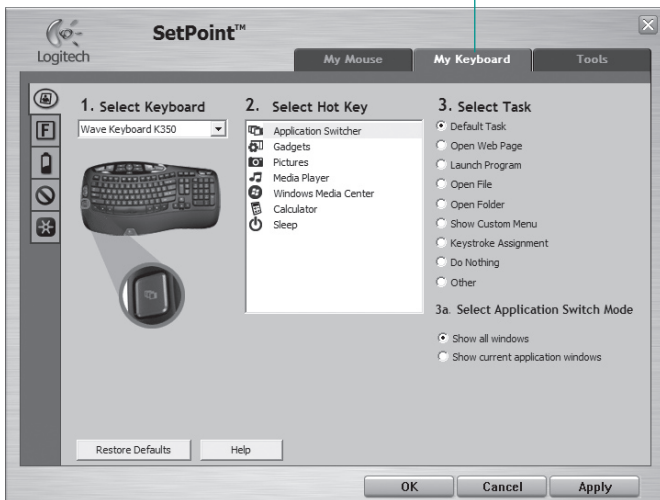 Logitech
SetPoint™
My Mouse
My Keyboard
Tools
1. Select Keyboard
Wave Keyboard K350
2. Select Hot Key
Application Switcher
Gadgets
Pictures
Media Player
Windows Media Center
Calculator
Sleep
3. Select Task
Default Task
Open Web Page
Launch Program
Open File
Open Folder
Show Custom Menu
Keystroke Assignment
Do Nothing
Other
3a. Select Application Switch Mode
Show all windows
Show current application windows
Restore Defaults
Help
OK
Cancel
Apply
F